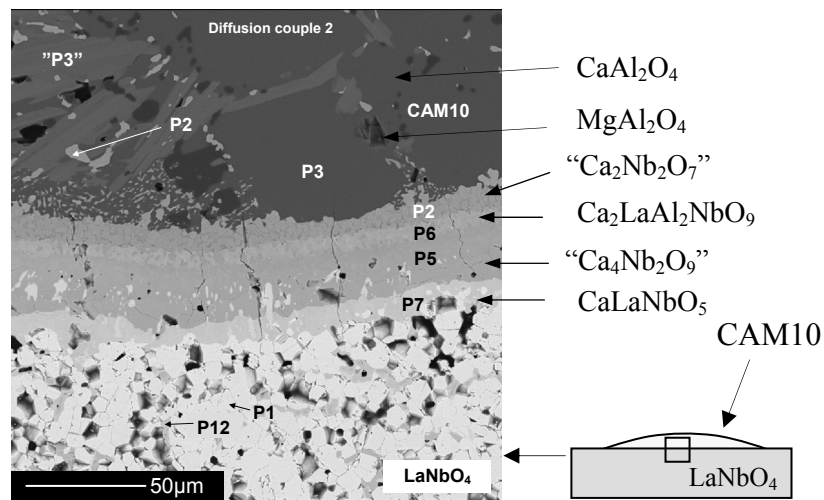 Diffusion couple 2
”P3”
CaAl₂O₄
CAM10
P2
MgAl₂O₄
P3
“Ca₂Nb₂O₇”
P2
Ca₂LaAl₂NbO₉
P6
P5
“Ca₄Nb₂O₉”
P7
CaLaNbO₅
CAM10
P1
P12
LaNbO₄
LaNbO₄
50µm